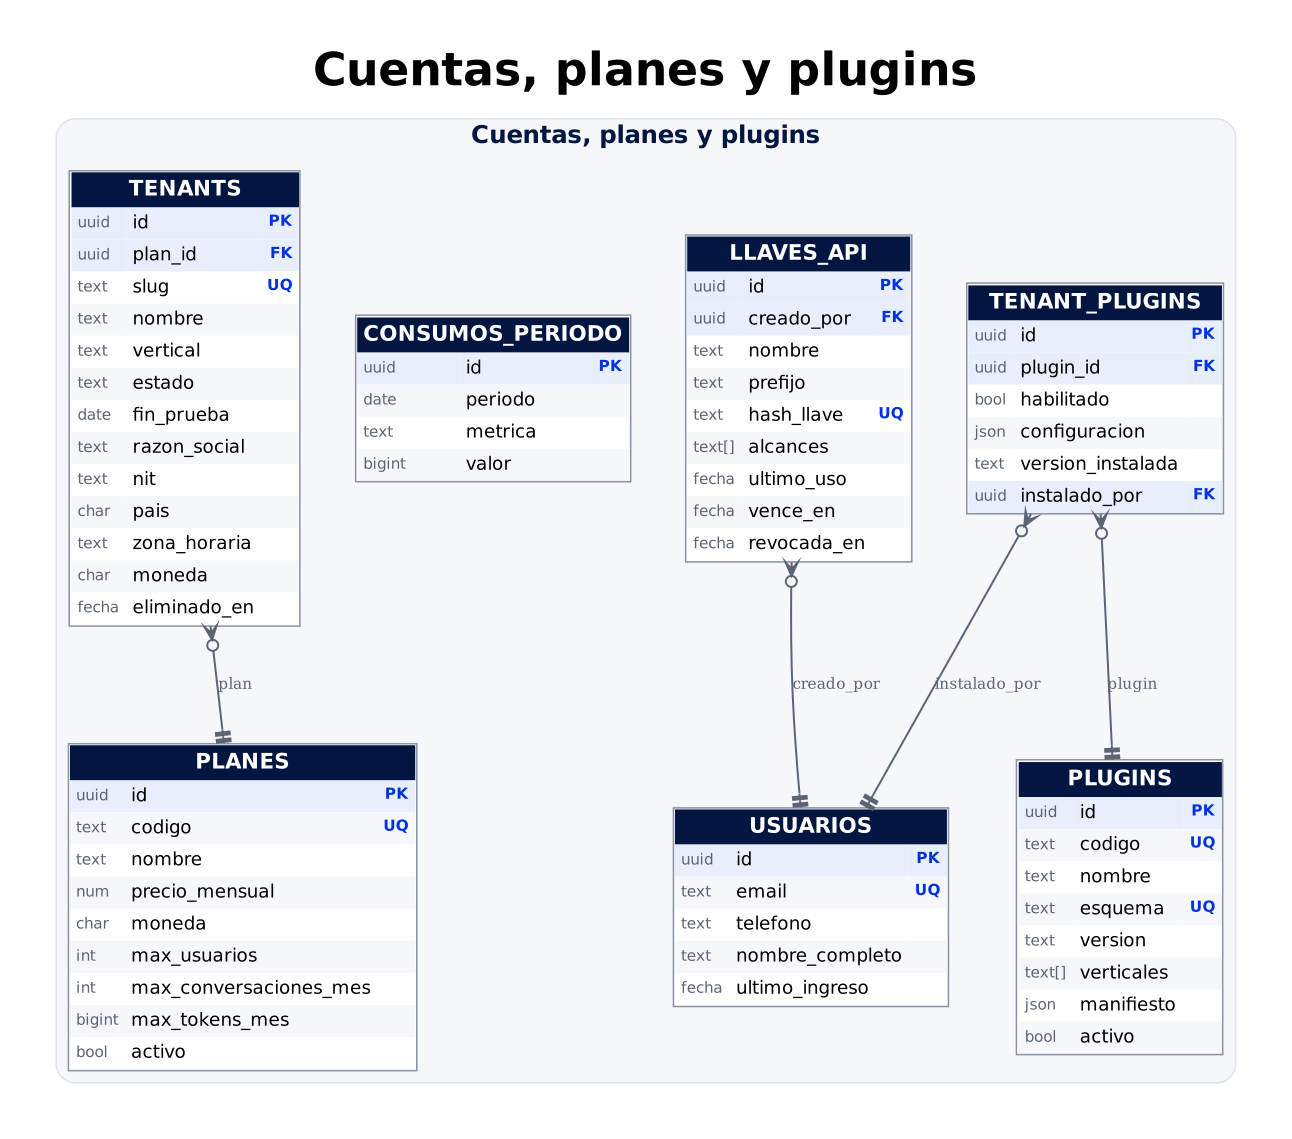 Cuentas, planes y plugins
Cuentas, planes y plugins
TENANTS
uuid id PK
uuid plan_id FK
text slug UQ
text nombre
text vertical
text estado
date fin_prueba
text razon_social
text nit
char pais
text zona_horaria
char moneda
fecha eliminado_en
CONSUMOS_PERIODO
uuid id PK
date periodo
text metrica
bigint valor
LLAVES_API
uuid id PK
uuid creado_por FK
text nombre
text prefijo
text hash_llave UQ
text[] alcances
fecha ultimo_uso
fecha vence_en
fecha revocada_en
TENANT_PLUGINS
uuid id PK
uuid plugin_id FK
bool habilitado
json configuracion
text version_instalada
uuid instalado_por FK
plan
creado_por
instalado_por
plugin
PLANES
uuid id PK
text codigo UQ
text nombre
num precio_mensual
char moneda
int max_usuarios
int max_conversaciones_mes
bigint max_tokens_mes
bool activo
USUARIOS
uuid id PK
text email UQ
text telefono
text nombre_completo
fecha ultimo_ingreso
PLUGINS
uuid id PK
text codigo UQ
text nombre
text esquema UQ
text version
text[] verticales
json manifiesto
bool activo